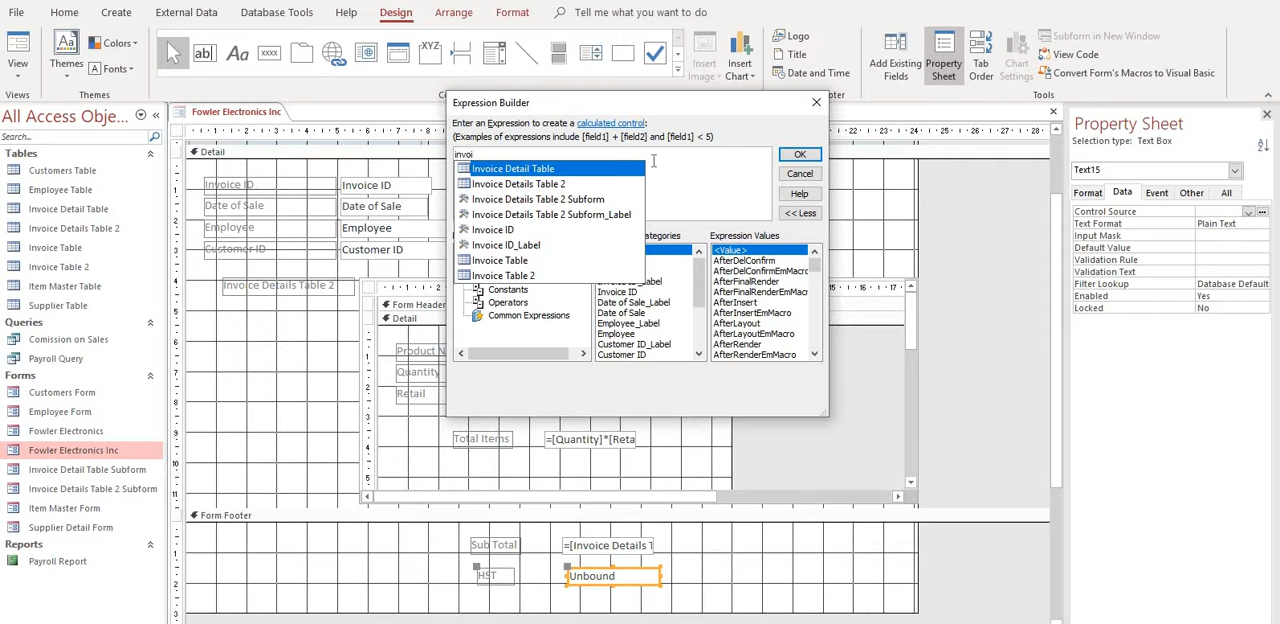 File Home Create External Data Database Tools Help Design Arrange Format Tell me what you want to do
View
Views
Themes
Colors
Fonts
Themes
ab| Aa xxxx XYZ
Insert Image
Insert Chart
Logo
Title
Date and Time
Add Existing Fields
Property Sheet
Tab Order
Chart Settings
Subform in New Window
View Code
Convert Form's Macros to Visual Basic
Tools
All Access Obje...
Search...
Tables
Customers Table
Employee Table
Invoice Detail Table
Invoice Details Table 2
Invoice Table
Invoice Table 2
Item Master Table
Supplier Table
Queries
Comission on Sales
Payroll Query
Forms
Customers Form
Employee Form
Fowler Electronics
Fowler Electronics Inc
Invoice Detail Table Subform
Invoice Details Table 2 Subform
Item Master Form
Supplier Detail Form
Reports
Payroll Report
Fowler Electronics Inc
Detail
Invoice ID Invoice ID
Date of Sale Date of Sale
Employee Employee
Customer ID Customer ID
Invoice Details Table 2
Form Header
Detail
Product N
Quantity
Retail
Total Items =[Quantity]*[Reta
Form Footer
Sub Total =[Invoice Details T
HST Unbound
Expression Builder
Enter an Expression to create a calculated control:
(Examples of expressions include [field1] + [field2] and [field1] < 5)
invoi
Invoice Detail Table
Invoice Details Table 2
Invoice Details Table 2 Subform
Invoice Details Table 2 Subform_Label
Invoice ID
Invoice ID_Label
Invoice Table
Invoice Table 2
OK
Cancel
Help
<< Less
Constants
Operators
Common Expressions
Categories
Invoice ID
Date of Sale_Label
Date of Sale
Employee_Label
Employee
Customer ID_Label
Customer ID
Expression Values
<Value>
AfterDelConfirm
AfterDelConfirmEmMacro
AfterFinalRender
AfterFinalRenderEmMac
AfterInsert
AfterInsertEmMacro
AfterLayout
AfterLayoutEmMacro
AfterRender
AfterRenderEmMacro
Property Sheet
Selection type: Text Box
Text15
Format Data Event Other All
Control Source
Text Format Plain Text
Input Mask
Default Value
Validation Rule
Validation Text
Filter Lookup Database Default
Enabled Yes
Locked No